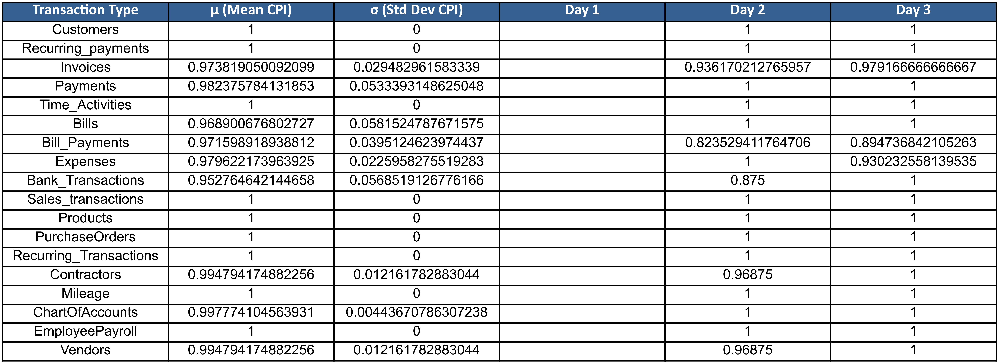 Transaction Type μ (Mean CPI) σ (Std Dev CPI) Day 1 Day 2 Day 3
Customers 1 0 1 1
Recurring_payments 1 0 1 1
Invoices 0.973819050092099 0.029482961583339 0.936170212765957 0.979166666666667
Payments 0.982375784131853 0.0533393148625048 1 1
Time_Activities 1 0 1 1
Bills 0.968900676802727 0.0581524787671575 1 1
Bill_Payments 0.971598918938812 0.0395124623974437 0.823529411764706 0.894736842105263
Expenses 0.979622173963925 0.0225958275519283 1 0.930232558139535
Bank_Transactions 0.952764642144658 0.0568519126776166 0.875 1
Sales_transactions 1 0 1 1
Products 1 0 1 1
PurchaseOrders 1 0 1 1
Recurring_Transactions 1 0 1 1
Contractors 0.994794174882256 0.012161782883044 0.96875 1
Mileage 1 0 1 1
ChartOfAccounts 0.997774104563931 0.00443670786307238 1 1
EmployeePayroll 1 0 1 1
Vendors 0.994794174882256 0.012161782883044 0.96875 1